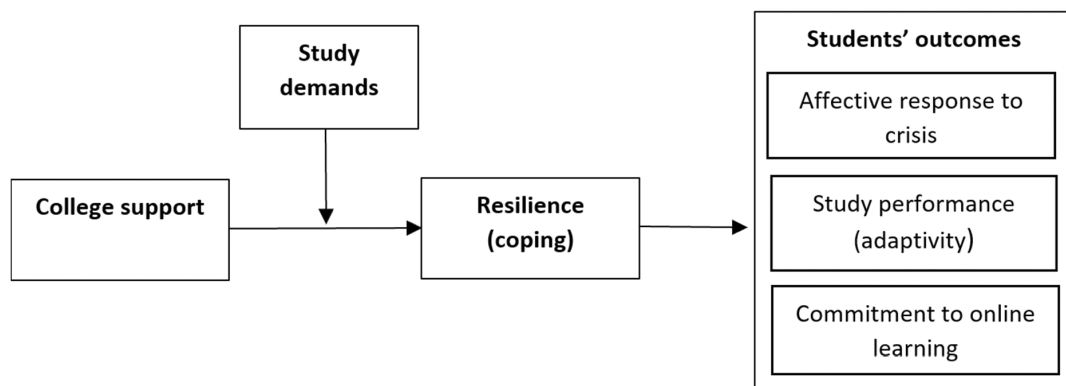 Study
demands
College support
Resilience
(coping)
Students’ outcomes
Affective response to
crisis
Study performance
(adaptivity)
Commitment to online
learning